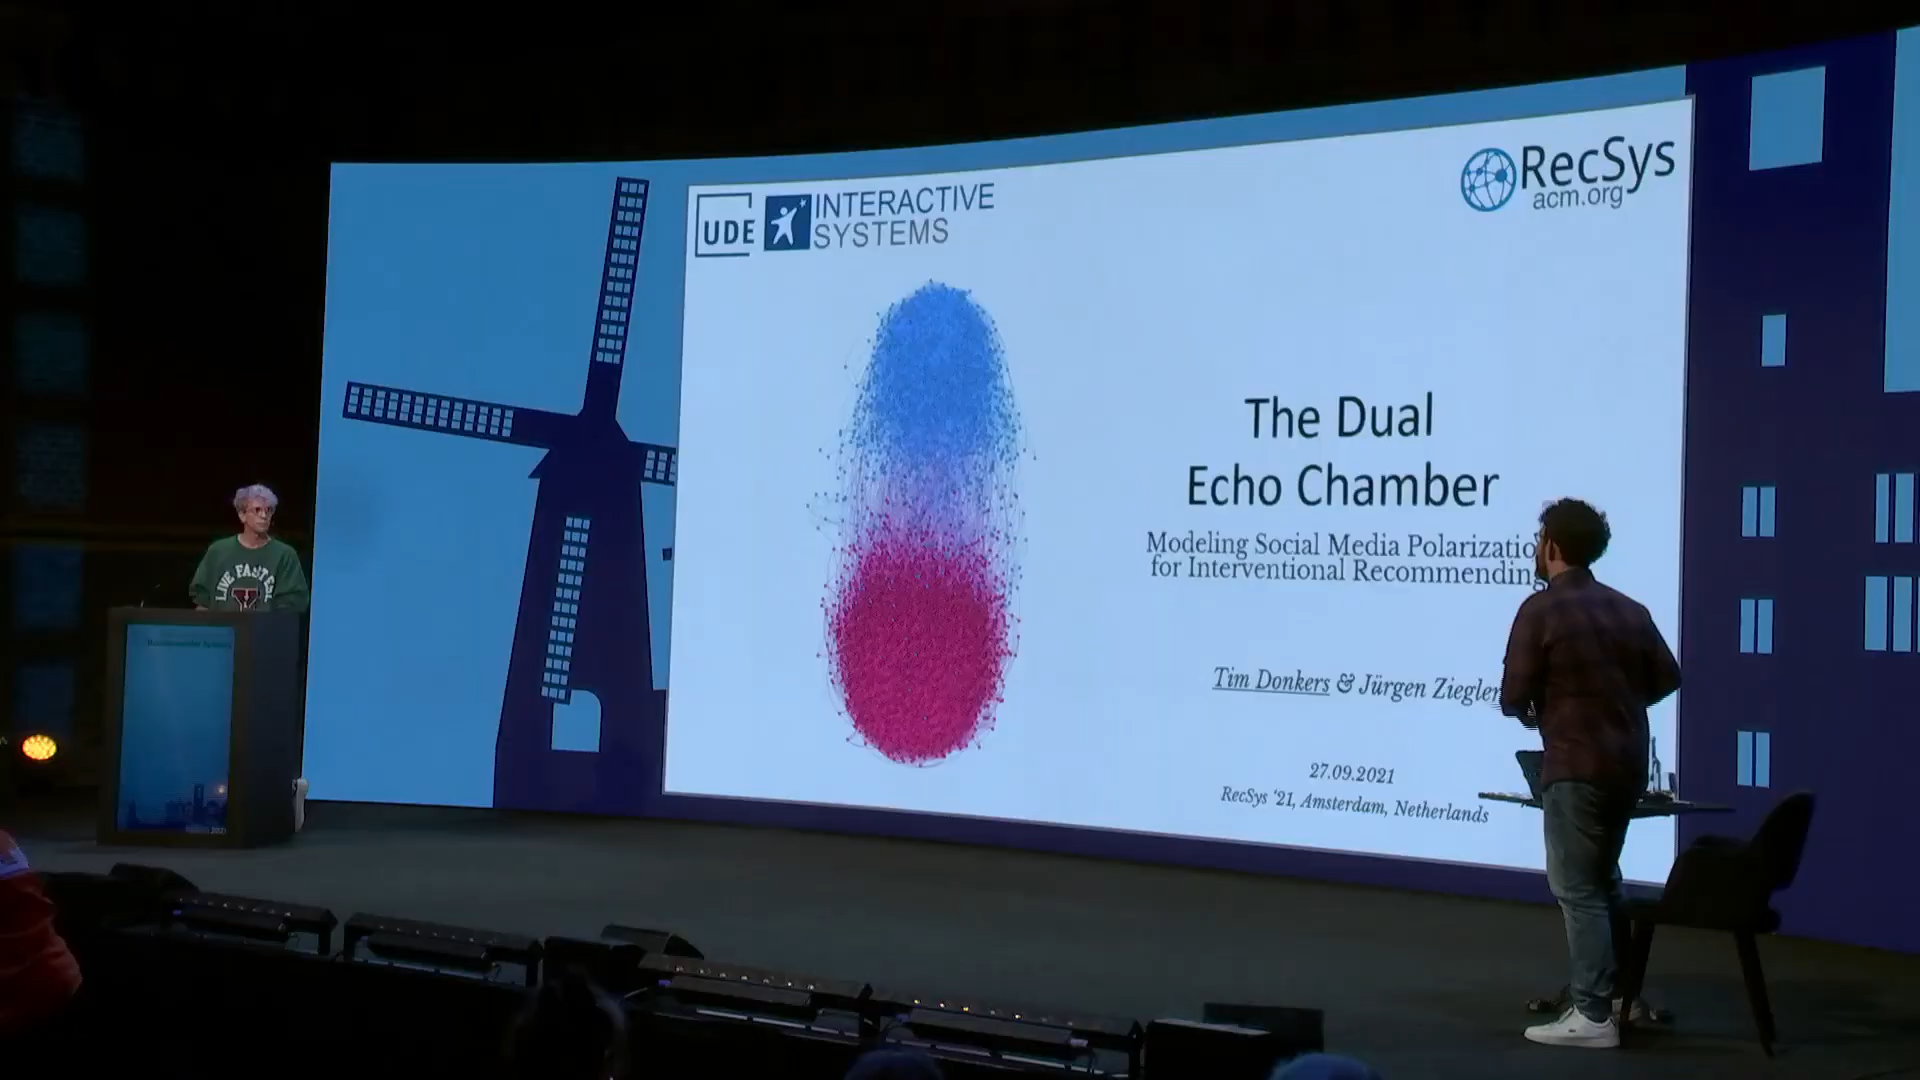 UDE
INTERACTIVE
SYSTEMS
RecSys
acm.org
The Dual
Echo Chamber
Modeling Social Media Polarizatio
for Interventional Recommending
Tim Donkers & Jürgen Ziegler
27.09.2021
RecSys '21, Amsterdam, Netherlands
LIVE FAST